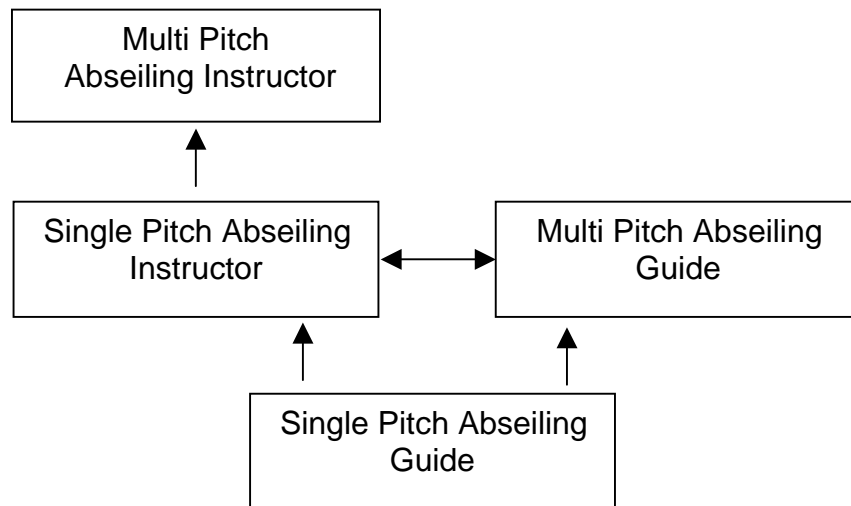 Multi Pitch
Abseiling Instructor
Single Pitch Abseiling
Instructor
Multi Pitch Abseiling
Guide
Single Pitch Abseiling
Guide